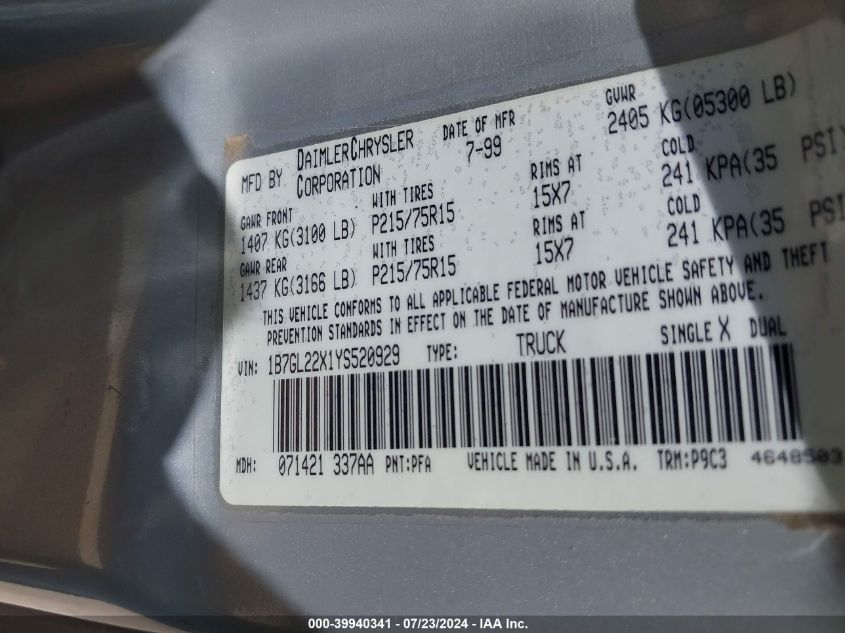 MFD BY DAIMLERCHRYSLER CORPORATION DATE OF MFR 7-99 GVWR 2405 KG(05300 LB)
GAWR FRONT WITH TIRES RIMS AT COLD
1407 KG(3100 LB) P215/75R15 15X7 241 KPA(35 PSI)
GAWR REAR WITH TIRES RIMS AT COLD
1437 KG(3166 LB) P215/75R15 15X7 241 KPA(35 PSI
THIS VEHICLE CONFORMS TO ALL APPLICABLE FEDERAL MOTOR VEHICLE SAFETY AND THEFT
PREVENTION STANDARDS IN EFFECT ON THE DATE OF MANUFACTURE SHOWN ABOVE.
VIN: 1B7GL22X1YS520929 TYPE: TRUCK SINGLE X DUAL
MDH: 071421 337AA PNT:PFA VEHICLE MADE IN U.S.A. TRM:P9C3 4648503
000-39940341 - 07/23/2024 - IAA Inc.